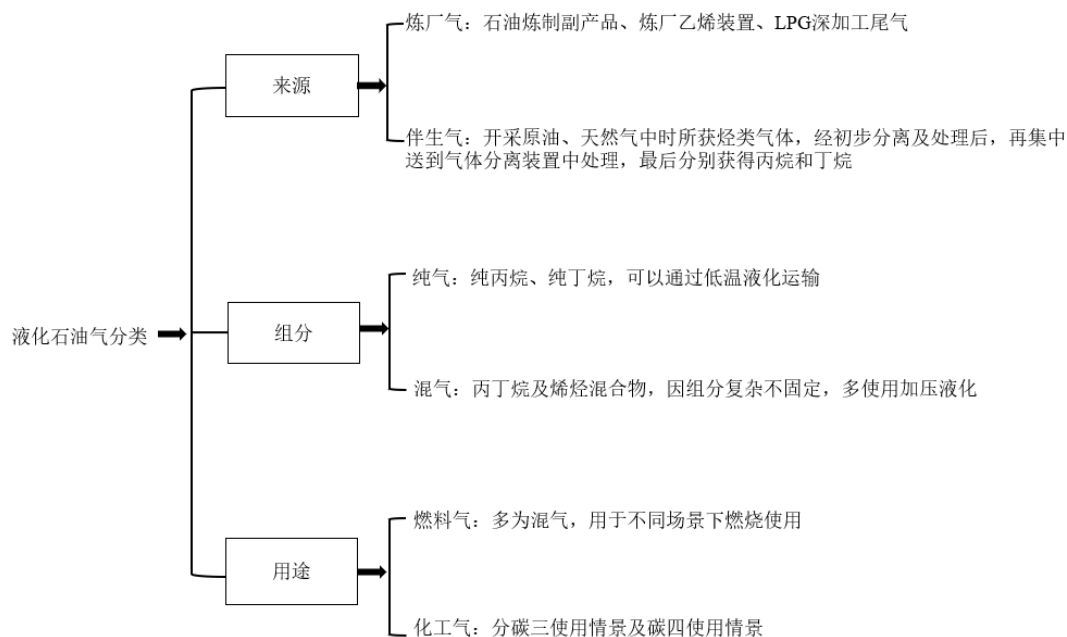 炼厂气：石油炼制副产品、炼厂乙烯装置、LPG深加工尾气
来源
伴生气：开采原油、天然气中时所获烃类气体，经初步分离及处理后，再集中
送到气体分离装置中处理，最后分别获得丙烷和丁烷
纯气：纯丙烷、纯丁烷，可以通过低温液化运输
液化石油气分类
组分
混气：丙丁烷及烯烃混合物，因组分复杂不固定，多使用加压液化
燃料气：多为混气，用于不同场景下燃烧使用
用途
化工气：分碳三使用情景及碳四使用情景